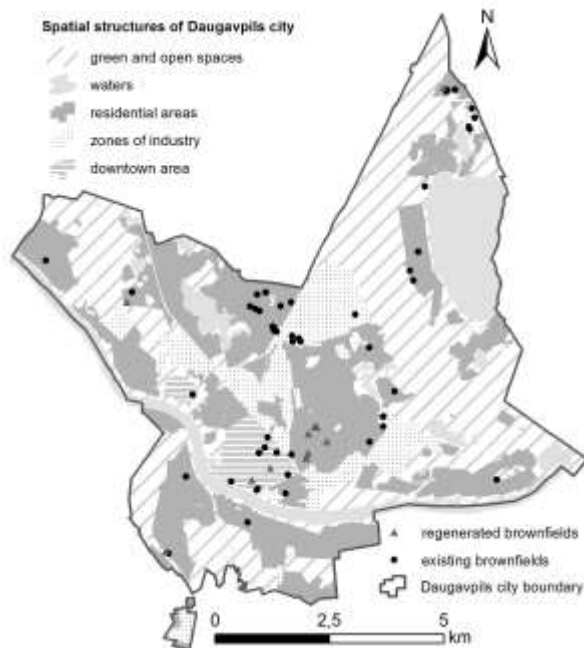 Spatial structures of Daugavpils city
N
green and open spaces
waters
residential areas
zones of industry
downtown area
regenerated brownfields
existing brownfields
Daugavpils city boundary
0 2,5 5
km